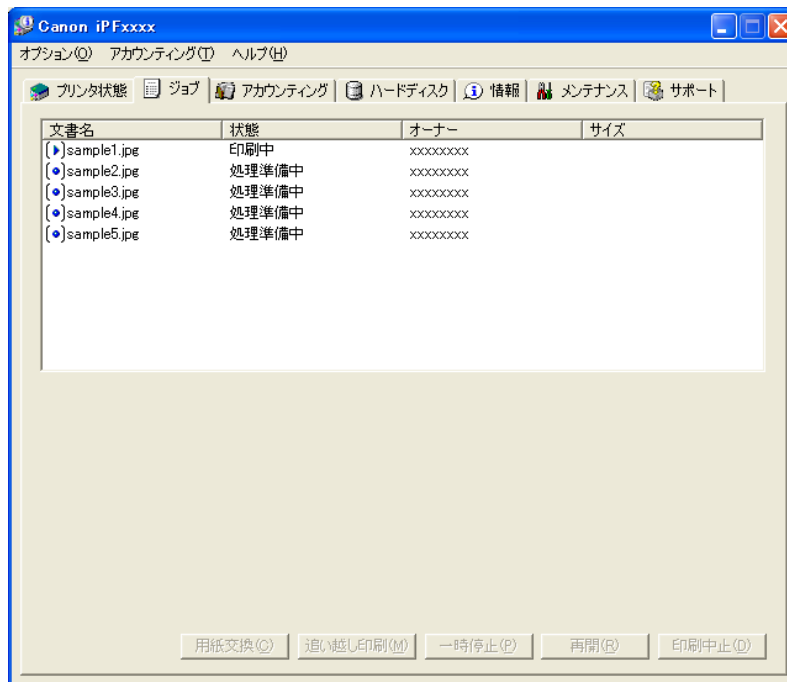 Canon iPFxxxx
オプション(O) アカウンティング(T) ヘルプ(H)
プリンタ状態 ジョブ アカウンティング ハードディスク 情報 メンテナンス サポート
文書名 状態 オーナー サイズ
sample1.jpg 印刷中 xxxxxxxx
sample2.jpg 処理準備中 xxxxxxxx
sample3.jpg 処理準備中 xxxxxxxx
sample4.jpg 処理準備中 xxxxxxxx
sample5.jpg 処理準備中 xxxxxxxx
用紙交換(C) 追い越し印刷(M) 一時停止(P) 再開(R) 印刷中止(D)